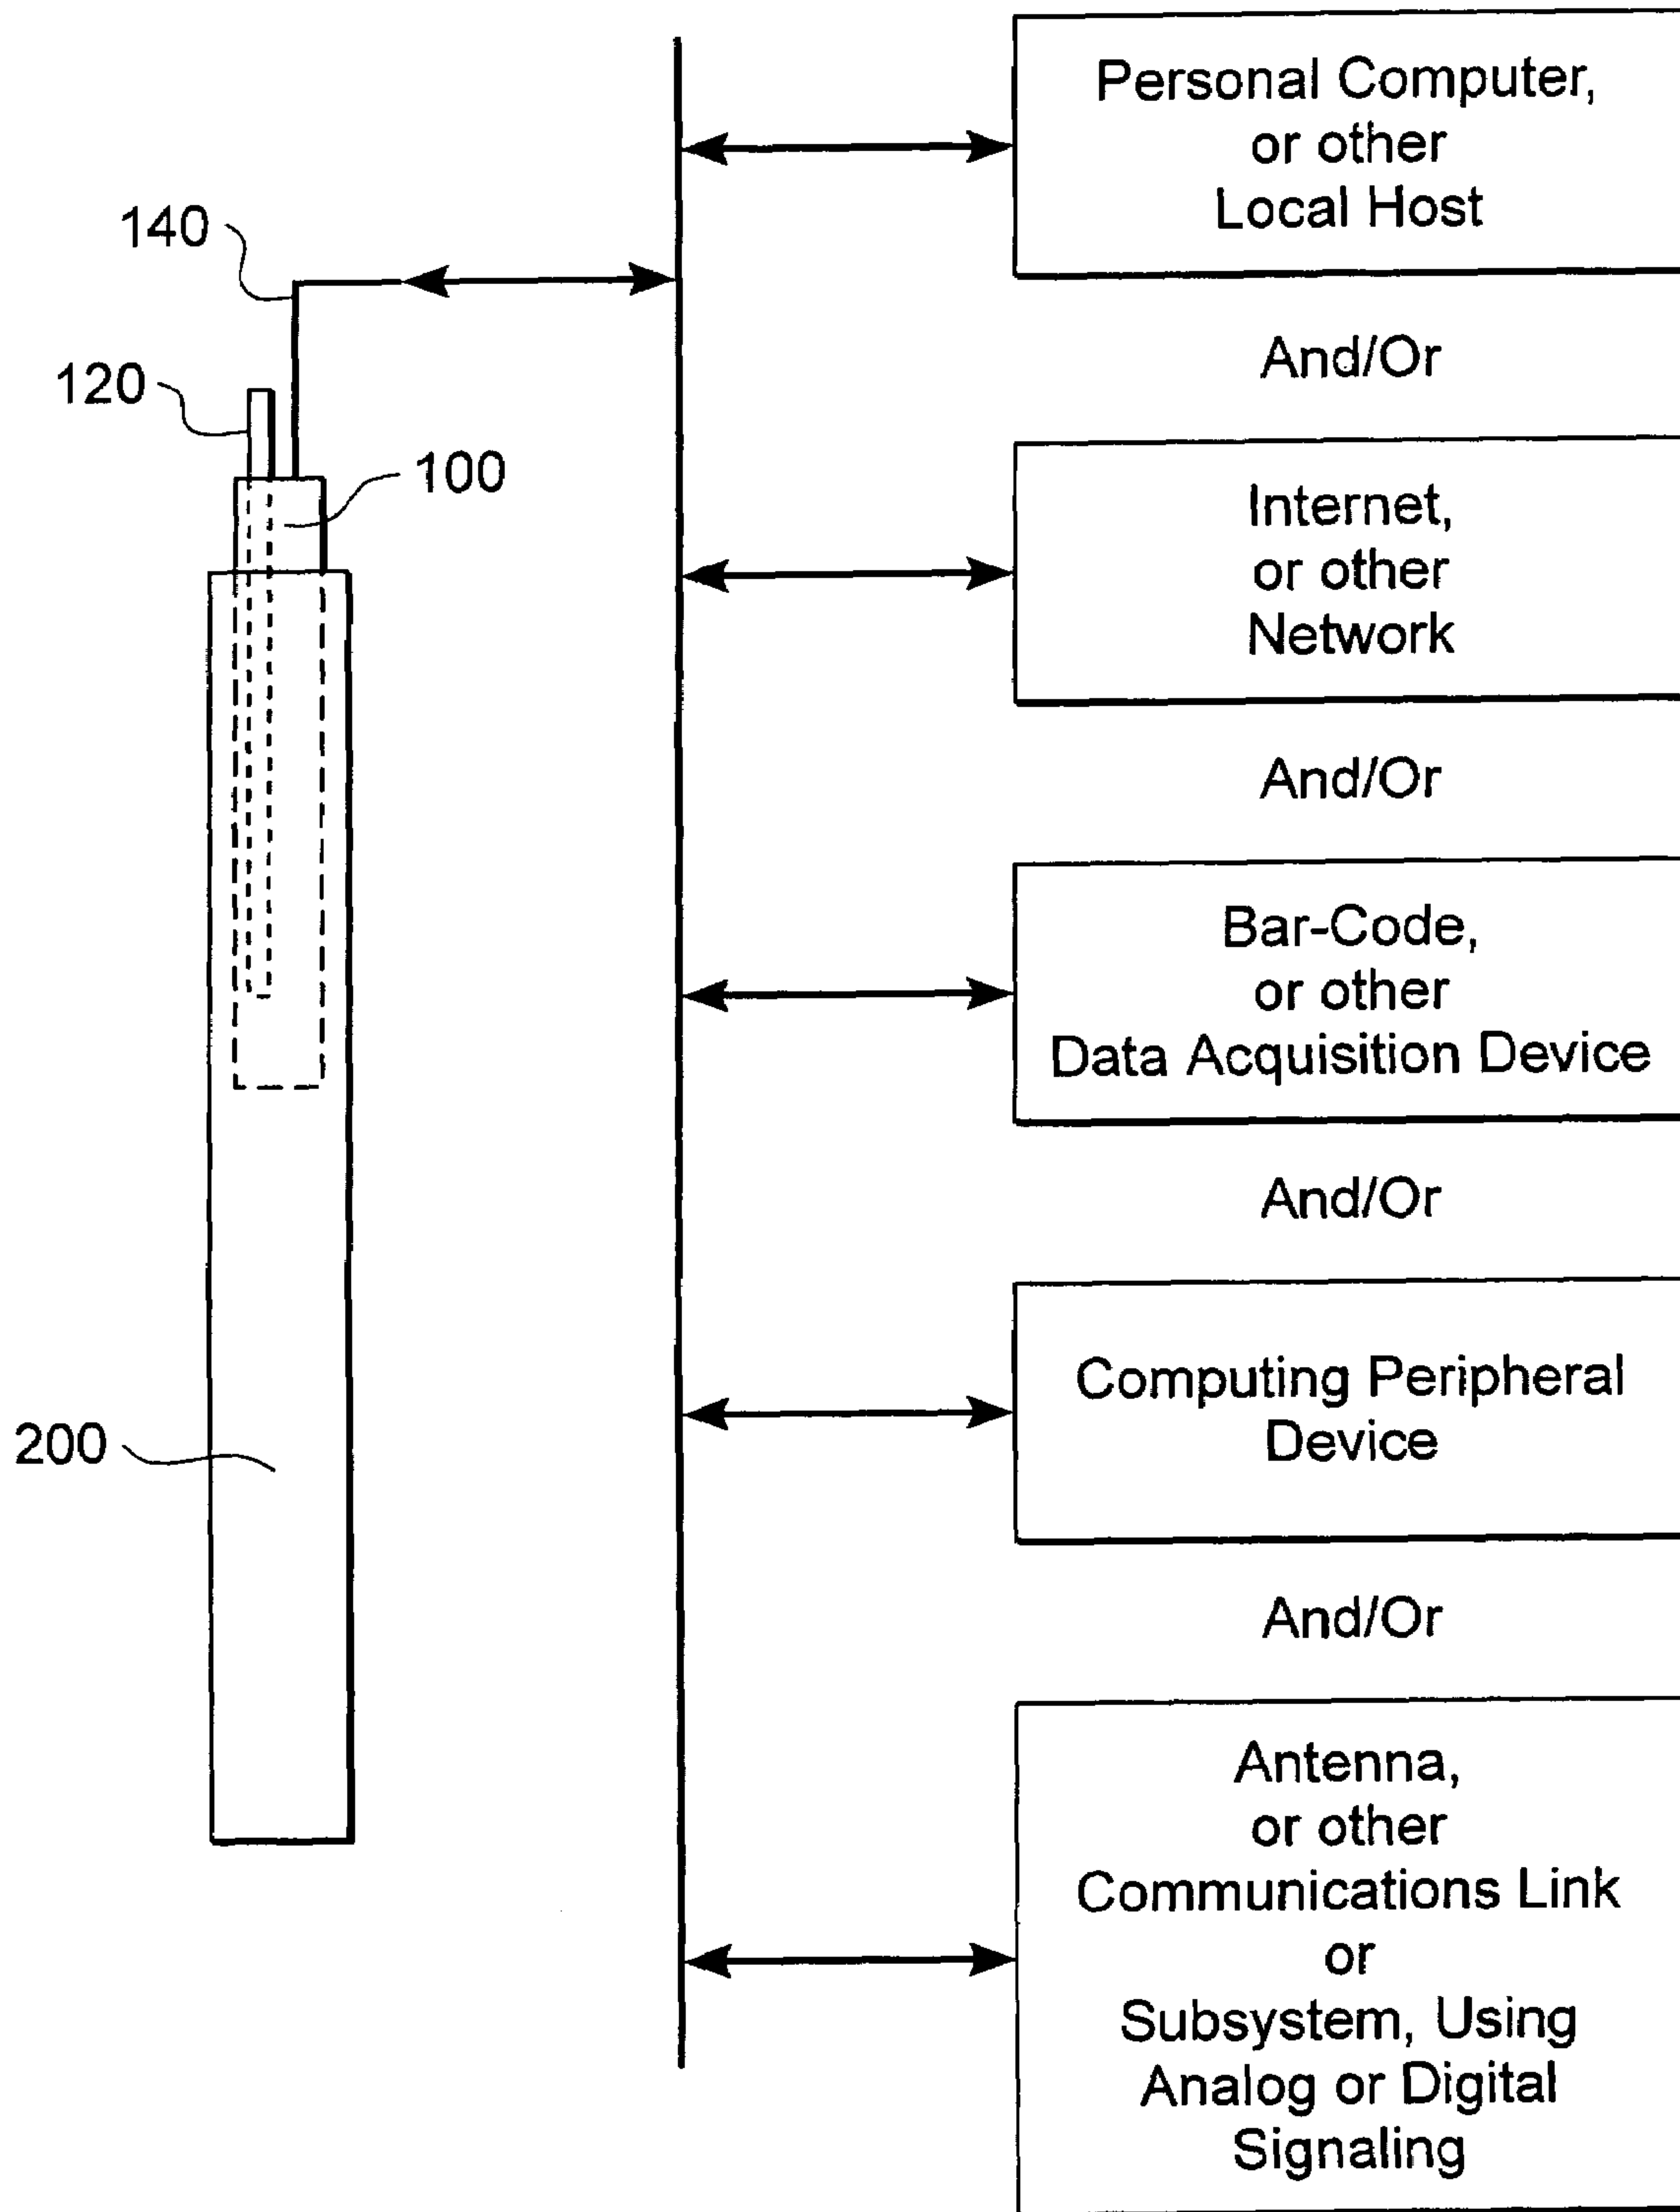 140
120
100
200
Personal Computer,
or other
Local Host
And/Or
Internet,
or other
Network
And/Or
Bar-Code,
or other
Data Acquisition Device
And/Or
Computing Peripheral
Device
And/Or
Antenna,
or other
Communications Link
or
Subsystem, Using
Analog or Digital
Signaling